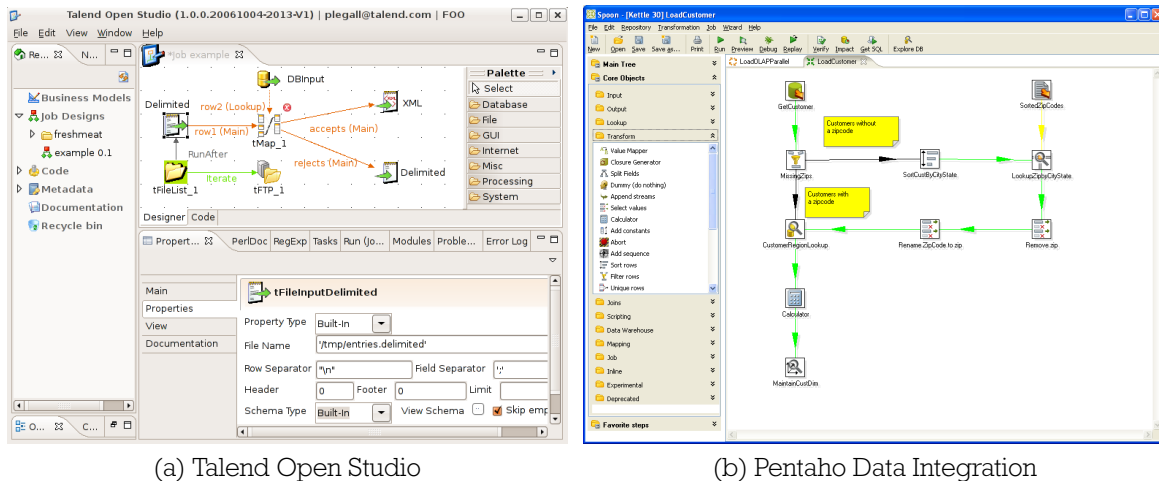 Talend Open Studio (1.0.0.20061004-2013-V1) | plegall@talend.com | FOO
File Edit View Window Help
Re... N...
Business Models
Job Designs
freshmeat
example 0.1
Code
Metadata
Documentation
Recycle bin
O... C...
*job example
DBInput
Delimited
row2 (Lookup)
XML
row1 (Main)
accepts (Main)
tMap_1
RunAfter
rejects (Main)
Iterate
Delimited
tFileList_1
tFTP_1
Palette
Select
Database
File
GUI
Internet
Misc
Processing
System
Designer Code
Propert... PerlDoc RegExp Tasks Run (Jo... Modules Proble... Error Log
Main
Properties
View
Documentation
tFileInputDelimited
Property Type Built-In
File Name '/tmp/entries.delimited'
Row Separator "\n" Field Separator ';'
Header 0 Footer 0 Limit
Schema Type Built-In View Schema ... Skip emp
(a) Talend Open Studio
Spoon - [Kettle 30] LoadCustomer
File Edit Repository Transformation Job Wizard Help
New Open Save Save as... Print Run Preview Debug Replay Verify Impact Get SQL Explore DB
Main Tree
Core Objects
Input
Output
Lookup
Transform
Value Mapper
Closure Generator
Split Fields
Dummy (do nothing)
Append streams
Select values
Calculator
Add constants
Abort
Add sequence
Sort rows
Filter rows
Unique rows
Joins
Scripting
Data Warehouse
Mapping
Job
Inline
Experimental
Deprecated
Favorite steps
LoadOLAPParallel LoadCustomer
GetCustomer
SortedZipCodes
Customers without
a zipcode
MissingZips
SortCustByCityState
LookupZipbyCityState
Customers with
a zipcode
CustomerRegionLookup
Rename ZipCode to zip
Remove zip
Calculator
MaintainCustDim
(b) Pentaho Data Integration